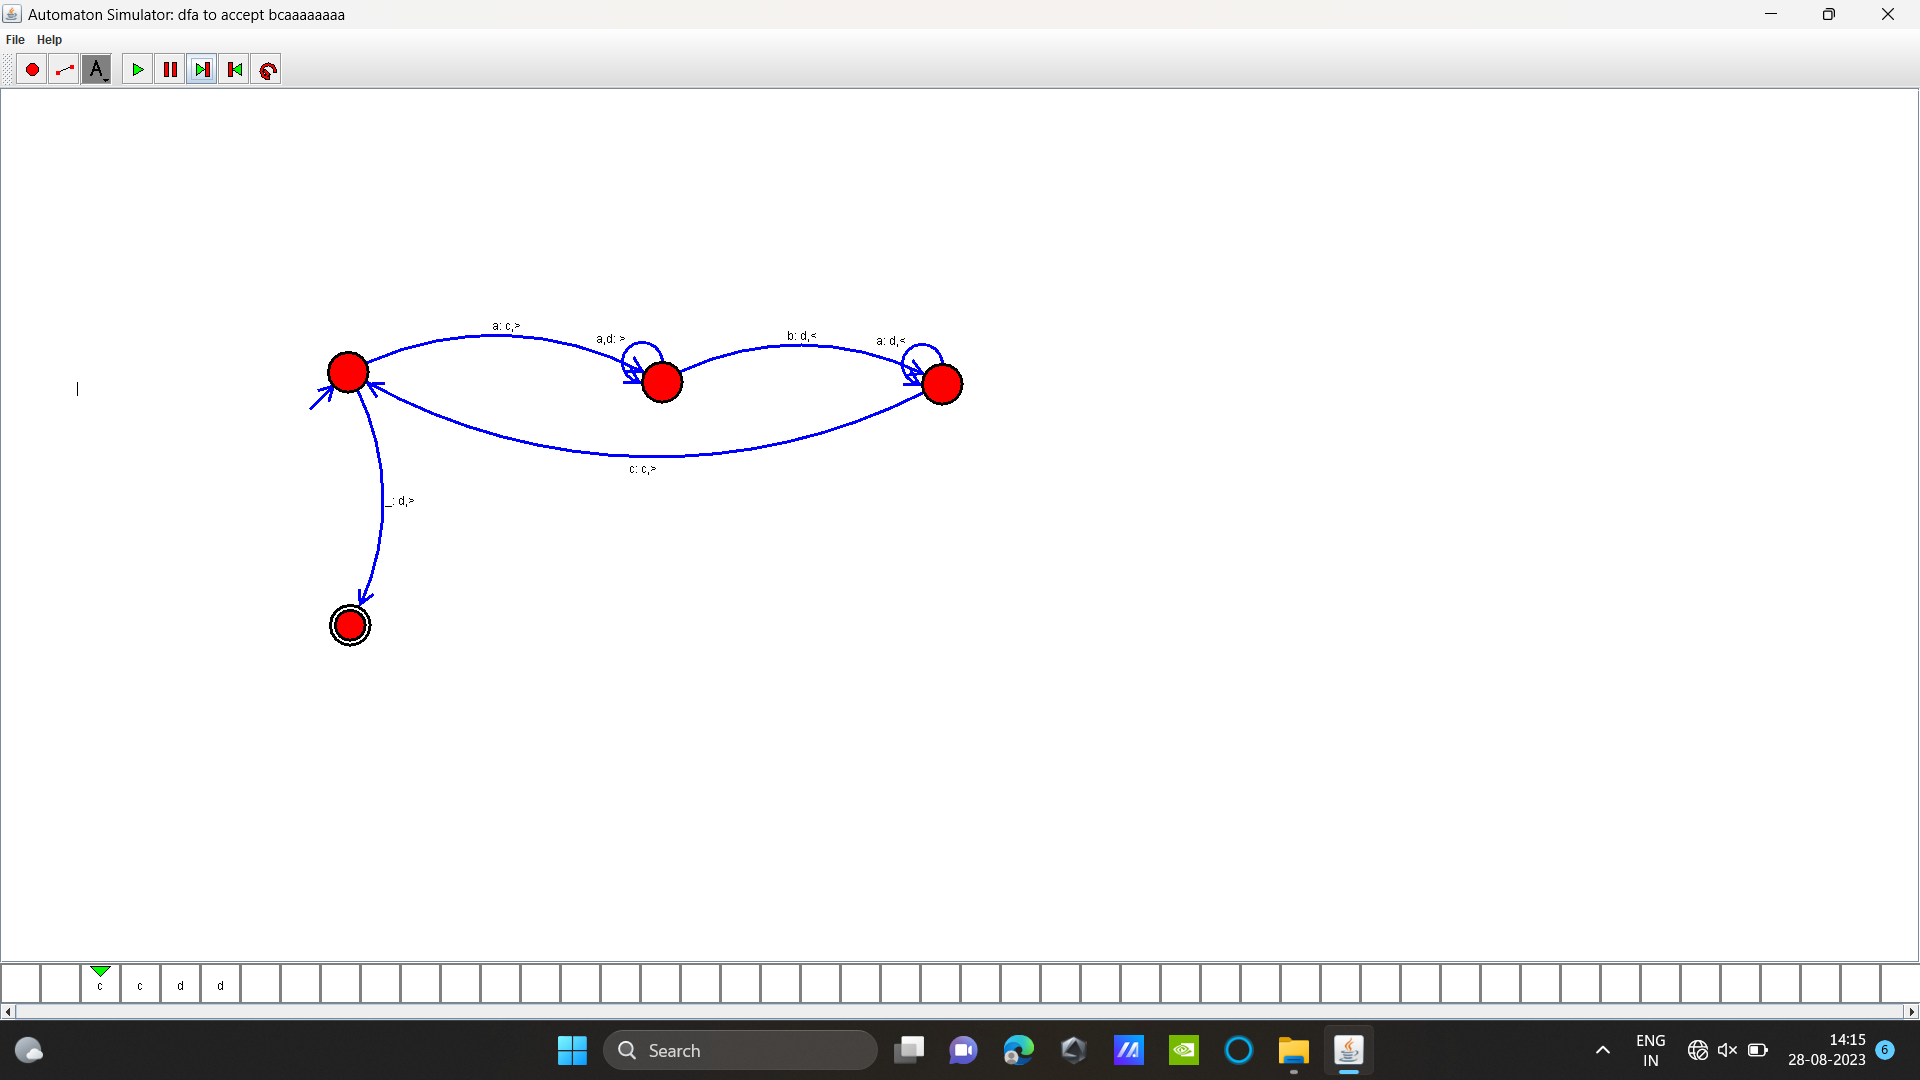 Automaton Simulator: dfa to accept bcaaaaaaaa
File Help
A
a: c,>
a,d: >
b: d,<
a: d,<
c: c,>
_: d,>
c c d d
Search
ENG
IN
14:15
28-08-2023
6